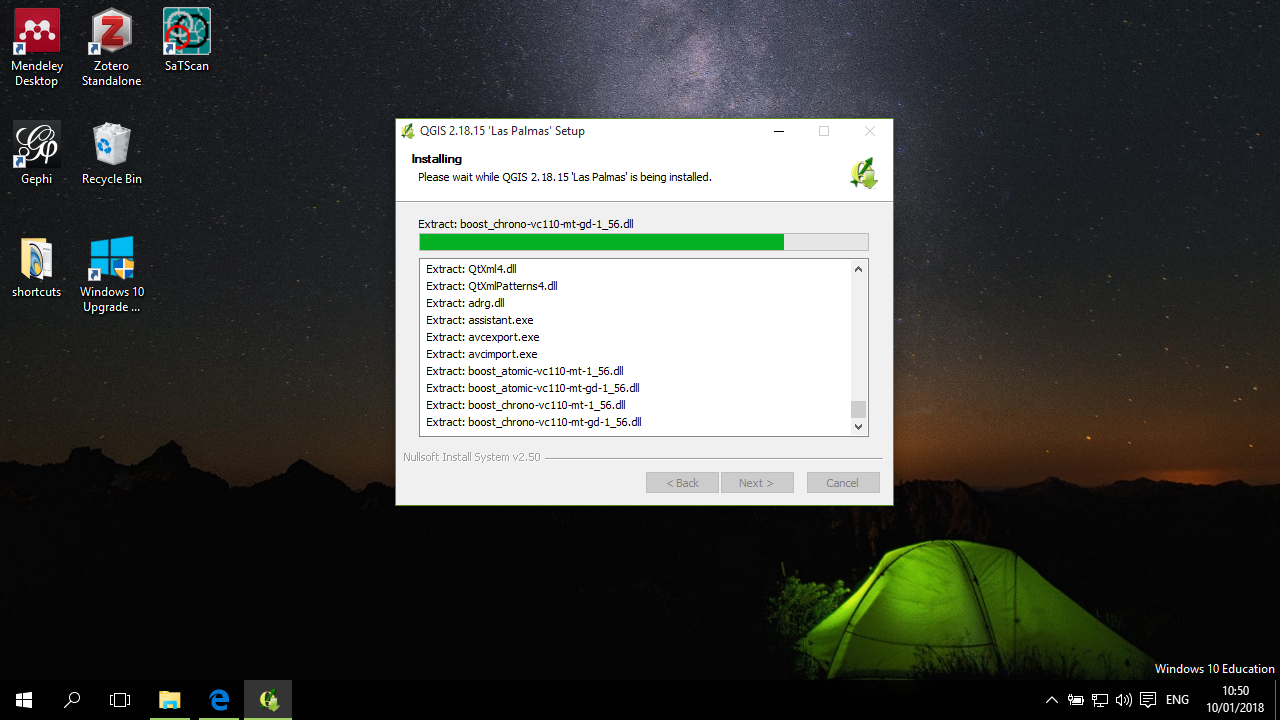 Mendeley
Desktop
Zotero
Standalone
SaTScan
Gephi
Recycle Bin
shortcuts
Windows 10
Upgrade ...
QGIS 2.18.15 'Las Palmas' Setup
Installing
Please wait while QGIS 2.18.15 'Las Palmas' is being installed.
Extract: boost_chrono-vc110-mt-gd-1_56.dll
Extract: QtXml4.dll
Extract: QtXmlPatterns4.dll
Extract: adrg.dll
Extract: assistant.exe
Extract: avcexport.exe
Extract: avcimport.exe
Extract: boost_atomic-vc110-mt-1_56.dll
Extract: boost_atomic-vc110-mt-gd-1_56.dll
Extract: boost_chrono-vc110-mt-1_56.dll
Extract: boost_chrono-vc110-mt-gd-1_56.dll
Nullsoft Install System v2.50
< Back Next > Cancel
Windows 10 Education
ENG
10:50
10/01/2018